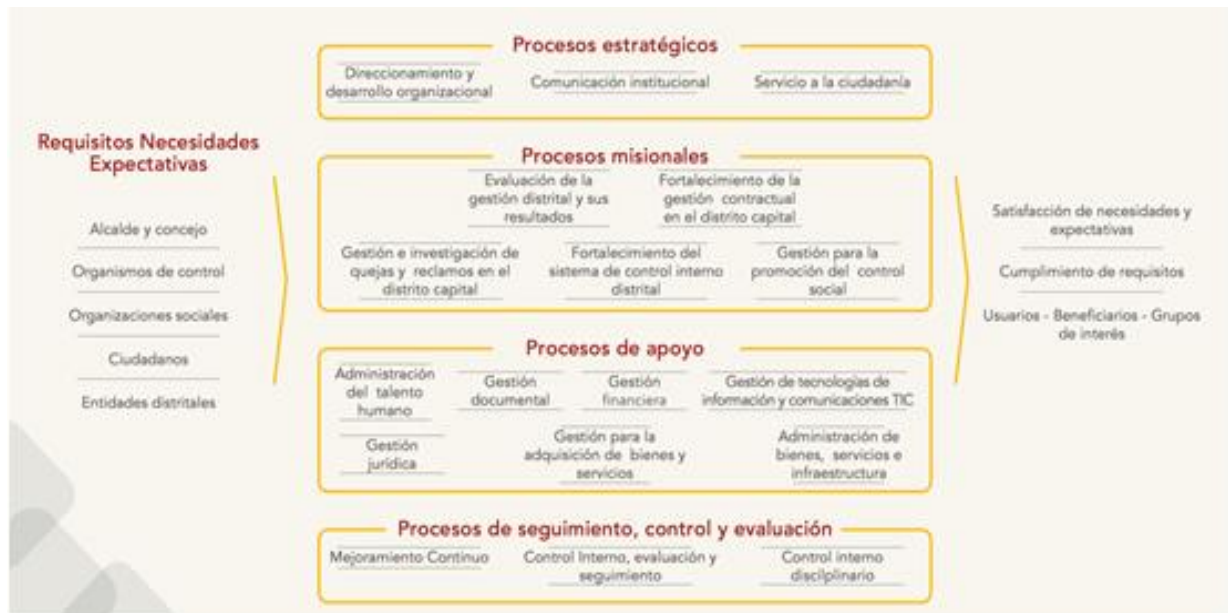 Procesos estratégicos
Direccionamiento y
desarrollo organizacional
Comunicación institucional
Servicio a la ciudadanía
Requisitos Necesidades
Expectativas
Alcalde y concejo
Organismos de control
Organizaciones sociales
Ciudadanos
Entidades distritales
Procesos misionales
Evaluación de la
gestión distrital y sus
resultados
Fortalecimiento de la
gestión contractual
en el distrito capital
Gestión e investigación de
quejas y reclamos en el
distrito capital
Fortalecimiento del
sistema de control interno
distrital
Gestión para la
promoción del control
social
Procesos de apoyo
Administración
del talento
humano
Gestión
documental
Gestión
financiera
Gestión de tecnologías de
información y comunicaciones TIC
Gestión
jurídica
Gestión para la
adquisición de bienes y
servicios
Administración de
bienes, servicios e
infraestructura
Procesos de seguimiento, control y evaluación
Mejoramiento Continuo
Control Interno, evaluación y
seguimiento
Control interno
discilplinario
Satisfacción de necesidades y
expectativas
Cumplimiento de requisitos
Usuarios - Beneficiarios - Grupos
de interés